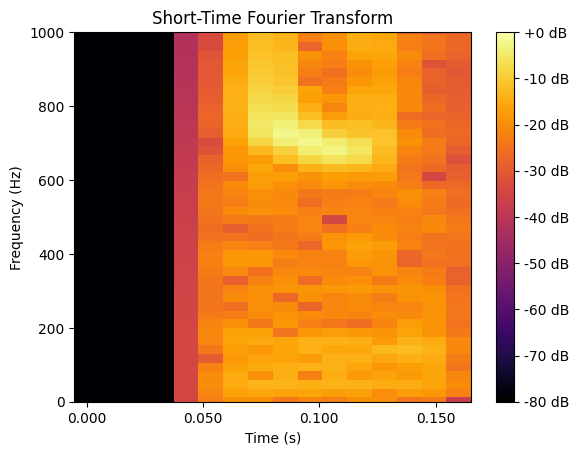 Short-Time Fourier Transform
1000
800
600
400
200
0
Frequency (Hz)
0.000
0.050
0.100
0.150
Time (s)
+0 dB
-10 dB
-20 dB
-30 dB
-40 dB
-50 dB
-60 dB
-70 dB
-80 dB